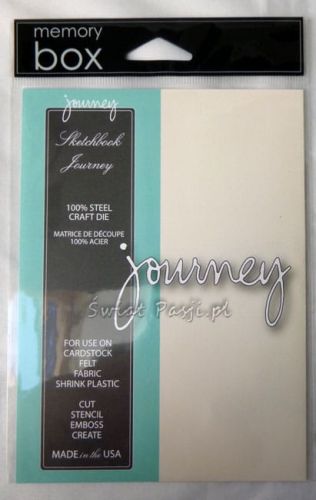 memory
box
journey
Sketchbook
Journey
100% STEEL
CRAFT DIE
MATRICE DE DÉCOUPE
100% ACIER
journey
Świat Pasji.pl
FOR USE ON
CARDSTOCK
FELT
FABRIC
SHRINK PLASTIC
CUT
STENCIL
EMBOSS
CREATE
MADE in the USA